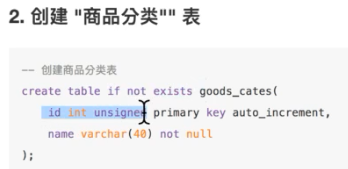 2. 创建 "商品分类"" 表
-- 创建商品分类表
create table if not exists goods_cates(
id int unsigned primary key auto_increment,
name varchar(40) not null
);